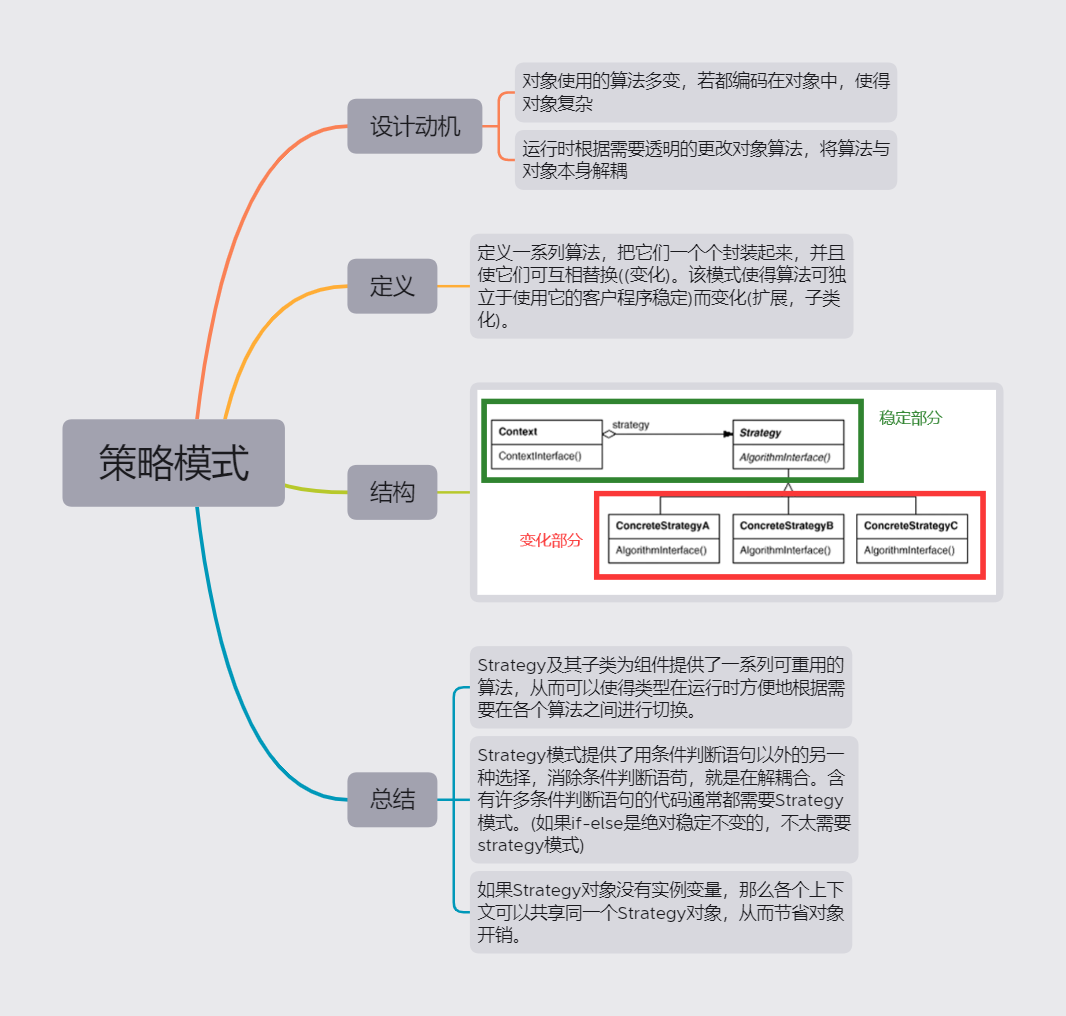 策略模式
设计动机
对象使用的算法多变，若都编码在对象中，使得
对象复杂
运行时根据需要透明的更改对象算法，将算法与
对象本身解耦
定义
定义一系列算法，把它们一个个封装起来，并且
使它们可互相替换((变化)。该模式使得算法可独
立于使用它的客户程序稳定)而变化(扩展，子类
化)。
结构
稳定部分
Context
strategy
Strategy
ContextInterface()
AlgorithmInterface()
变化部分
ConcreteStrategyA
ConcreteStrategyB
ConcreteStrategyC
AlgorithmInterface()
AlgorithmInterface()
AlgorithmInterface()
总结
Strategy及其子类为组件提供了一系列可重用的
算法，从而可以使得类型在运行时方便地根据需
要在各个算法之间进行切换。
Strategy模式提供了用条件判断语句以外的另一
种选择，消除条件判断语苟，就是在解耦合。含
有许多条件判断语句的代码通常都需要Strategy
模式。(如果if-else是绝对稳定不变的，不太需要
strategy模式)
如果Strategy对象没有实例变量，那么各个上下
文可以共享同一个Strategy对象，从而节省对象
开销。